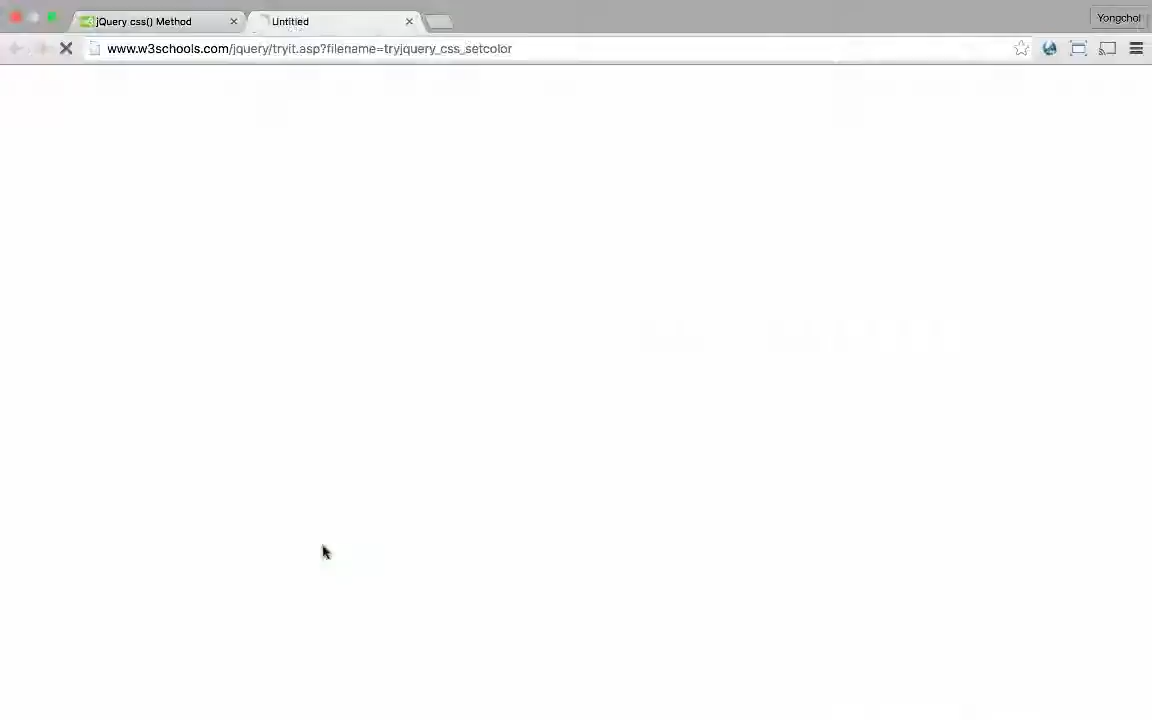 jQuery css() Method
Untitled
Yongchol
www.w3schools.com/jquery/tryit.asp?filename=tryjquery_css_setcolor